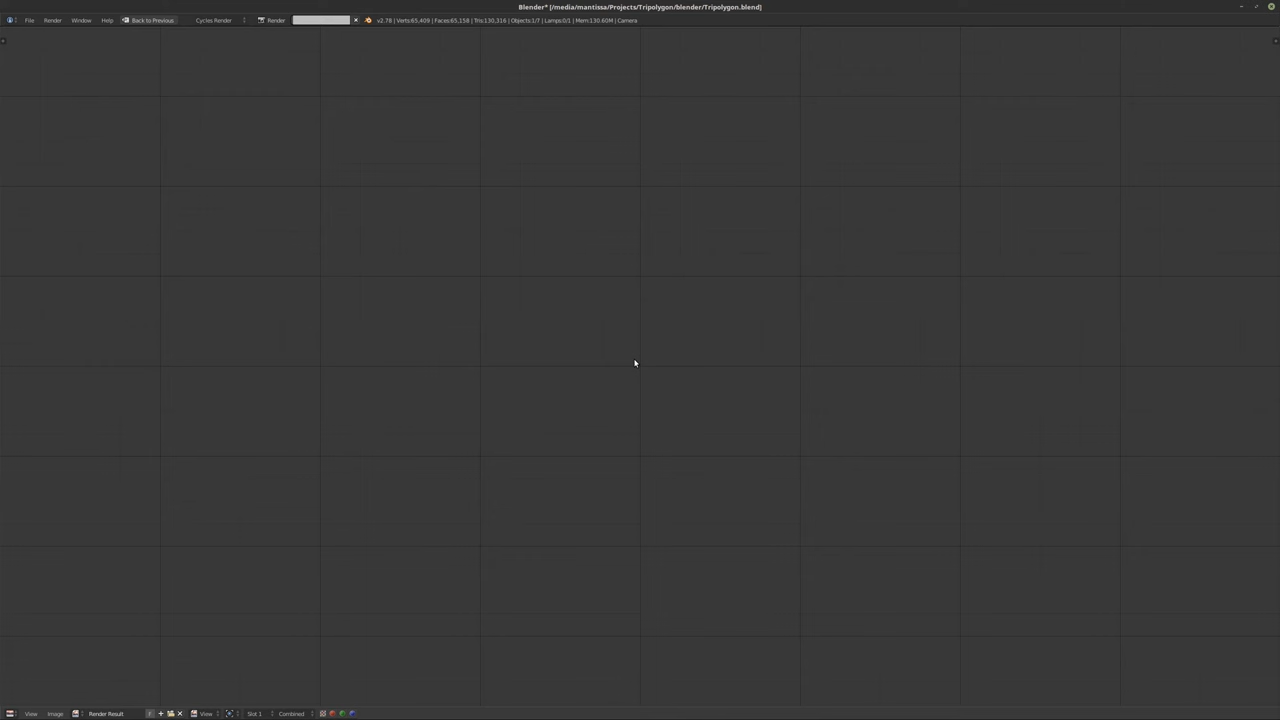 Blender* [/media/mantissa/Projects/Tripolygon/blender/Tripolygon.blend]
File Render Window Help Back to Previous Cycles Render Render v2.78 | Verts:65,409 | Faces:65,158 | Tris:130,316 | Objects:1/7 | Lamps:0/1 | Mem:130.60M | Camera
View Image Render Result F View Slot 1 Combined